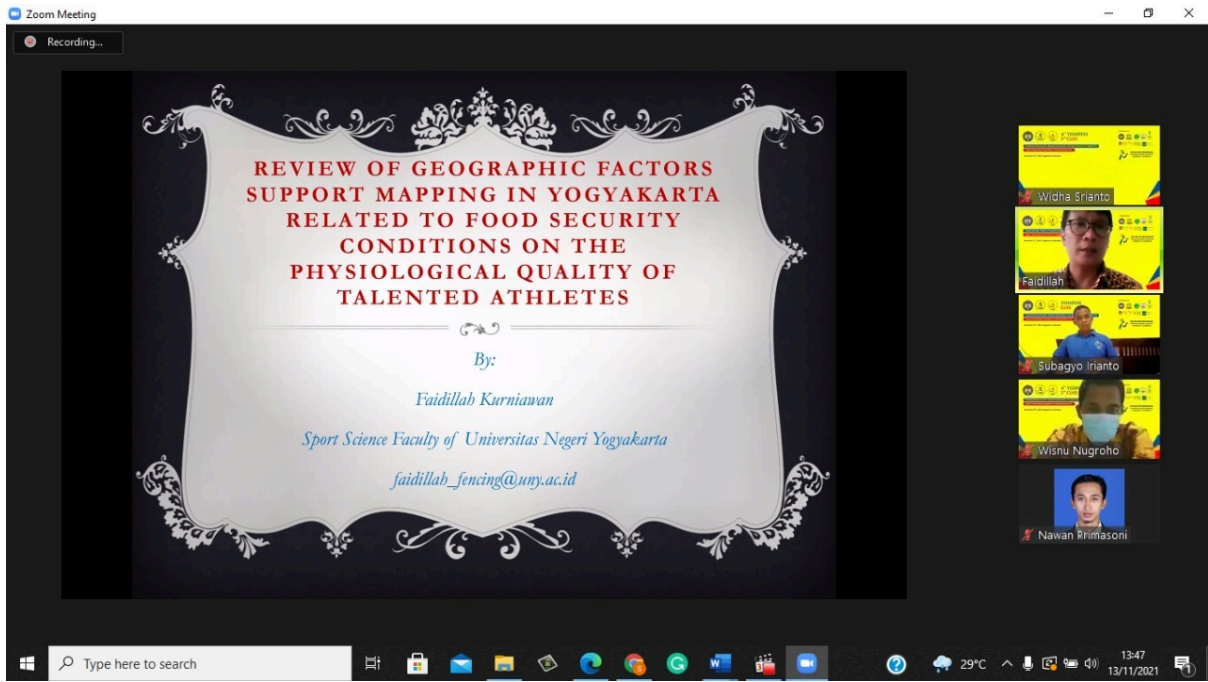 Zoom Meeting
Recording...
REVIEW OF GEOGRAPHIC FACTORS
SUPPORT MAPPING IN YOGYAKARTA
RELATED TO FOOD SECURITY
CONDITIONS ON THE
PHYSIOLOGICAL QUALITY OF
TALENTED ATHLETES
By:
Faidillah Kurniawan
Sport Science Faculty of Universitas Negeri Yogyakarta
faidillah_fencing@uny.ac.id
Widha Srianto
Faidillah
Subagyo Irianto
Wisnu Nugroho
Nawan Primasoni
Type here to search
29°C
13:47
13/11/2021